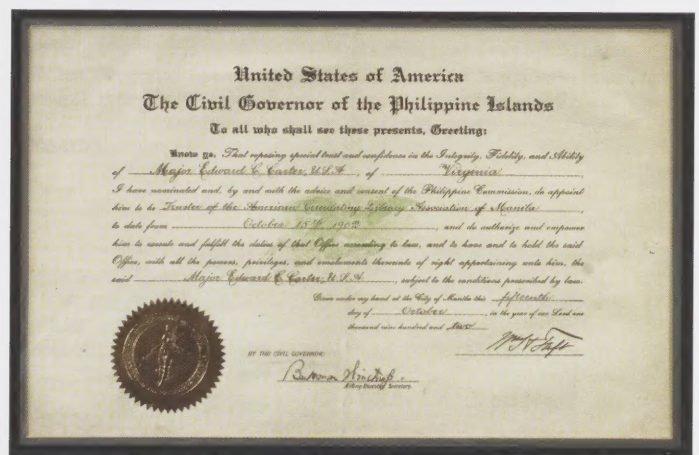 United States of America
The Civil Governor of the Philippine Islands
To all who shall see these presents, Greeting:
Know ye, That reposing special trust and confidence in the Integrity, Fidelity, and Ability
of Major Edward C. Carter, U.S.A. of Virginia
I have nominated and, by and with the advice and consent of the Philippine Commission, do appoint
him to be Trustee of the American Circulating Library Association of Manila
to date from October 15th 1902, and do authorize and empower
him to execute and fulfill the duties of that Office according to law, and to have and to hold the said
Office, with all the powers, privileges, and emoluments thereunto of right appertaining unto him, the
said Major Edward C. Carter, U.S.A., subject to the conditions prescribed by law.
Given under my hand at the City of Manila this fifteenth
day of October in the year of our Lord one
thousand nine hundred and two
Wm H Taft
BY THE CIVIL GOVERNOR:
Secretary.